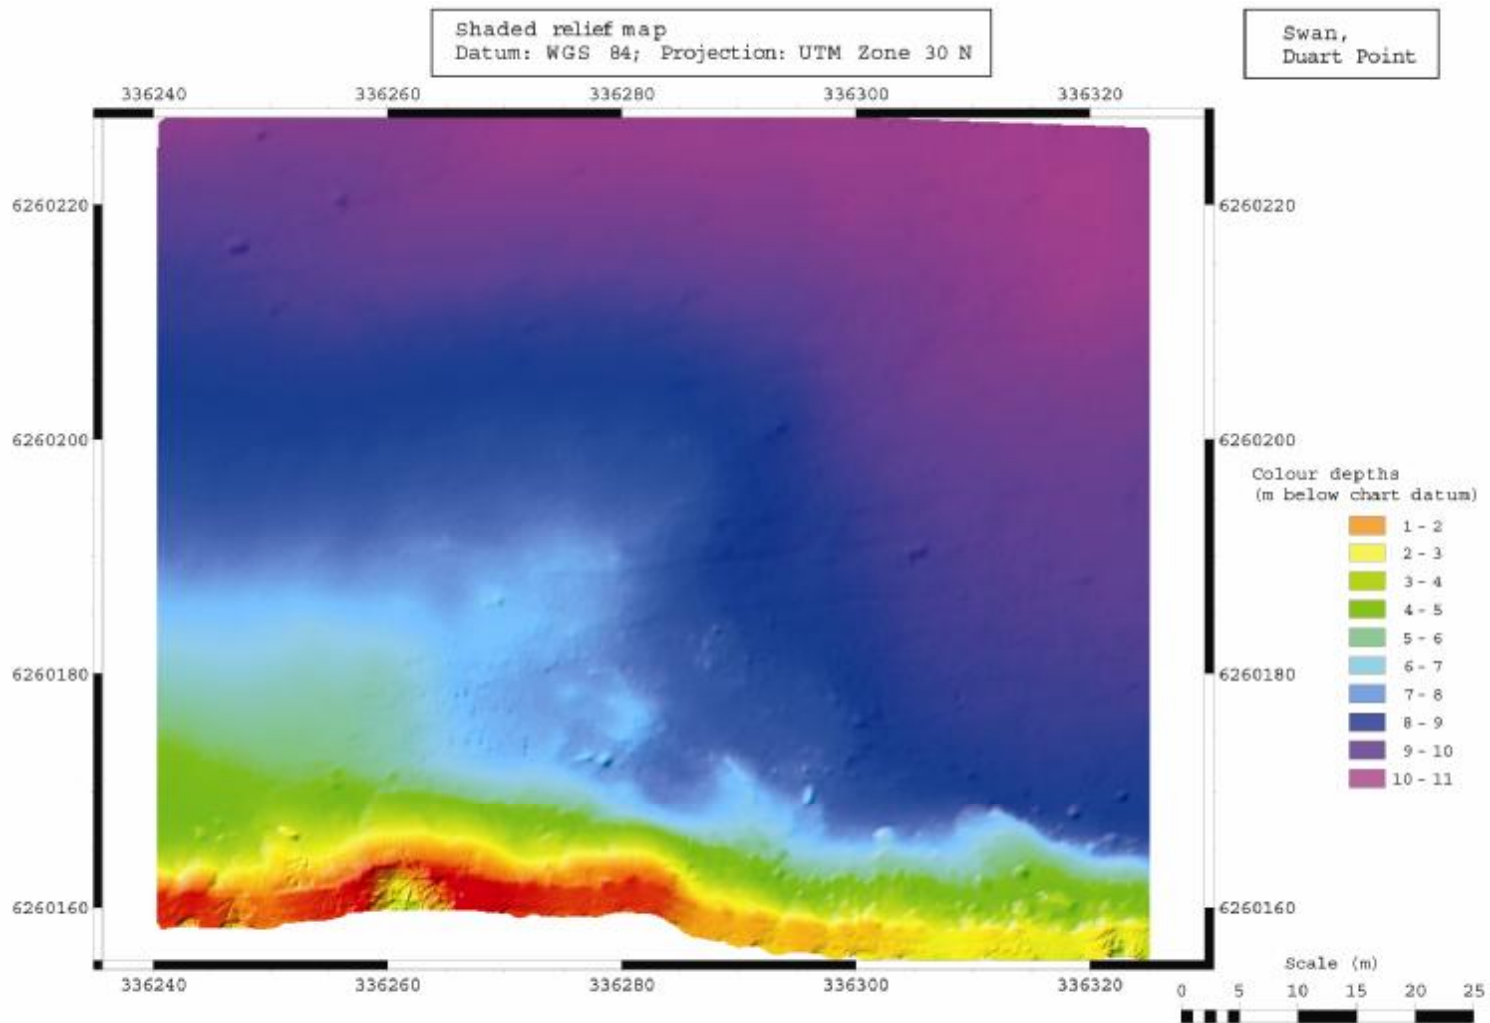 Shaded relief map
Datum: WGS 84; Projection: UTM Zone 30 N
Swan,
Duart Point
336240 336260 336280 336300 336320
6260220 6260220
6260200 6260200
Colour depths
(m below chart datum)
1 - 2
2 - 3
3 - 4
4 - 5
5 - 6
6260180 6260180
6 - 7
7 - 8
8 - 9
9 - 10
10 - 11
6260160 6260160
Scale (m)
336240 336260 336280 336300 336320
0 5 10 15 20 25